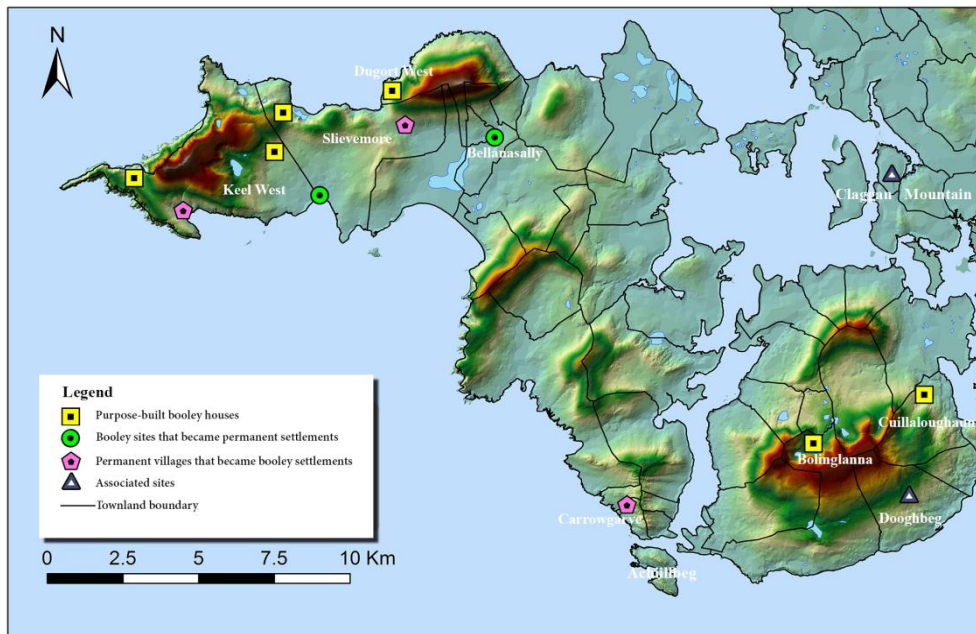 N
Dugort West
Slievemore
Bellanasally
Keel West
Claggan Mountain
Cuillaloughaun
Bolinglanna
Dooghbeg
Carrowgarve
Achillbeg
Legend
Purpose-built booley houses
Booley sites that became permanent settlements
Permanent villages that became booley settlements
Associated sites
Townland boundary
0 2.5 5 10 Km